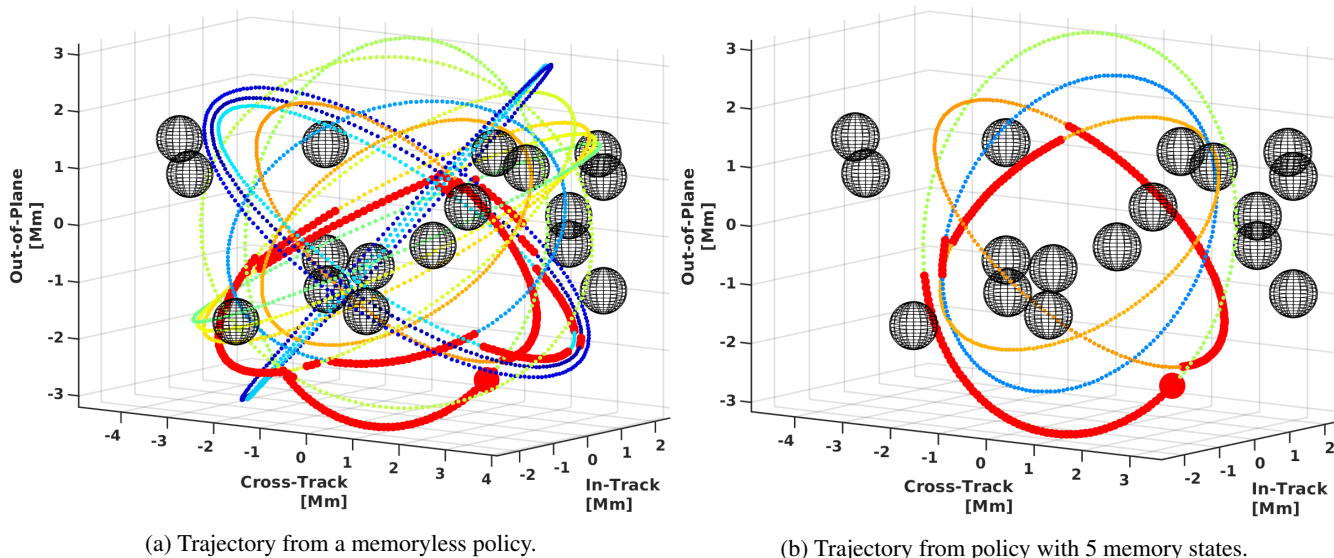 3
2
1
0
-1
-2
-3
Out-of-Plane
[Mm]
-4
-3
-2
-1
0
1
2
3
4
Cross-Track
[Mm]
-2
-1
0
1
2
In-Track
[Mm]
(a) Trajectory from a memoryless policy.
3
2
1
0
-1
-2
-3
Out-of-Plane
[Mm]
-4
-3
-2
-1
0
1
2
3
Cross-Track
[Mm]
-2
-1
0
1
2
In-Track
[Mm]
(b) Trajectory from policy with 5 memory states.